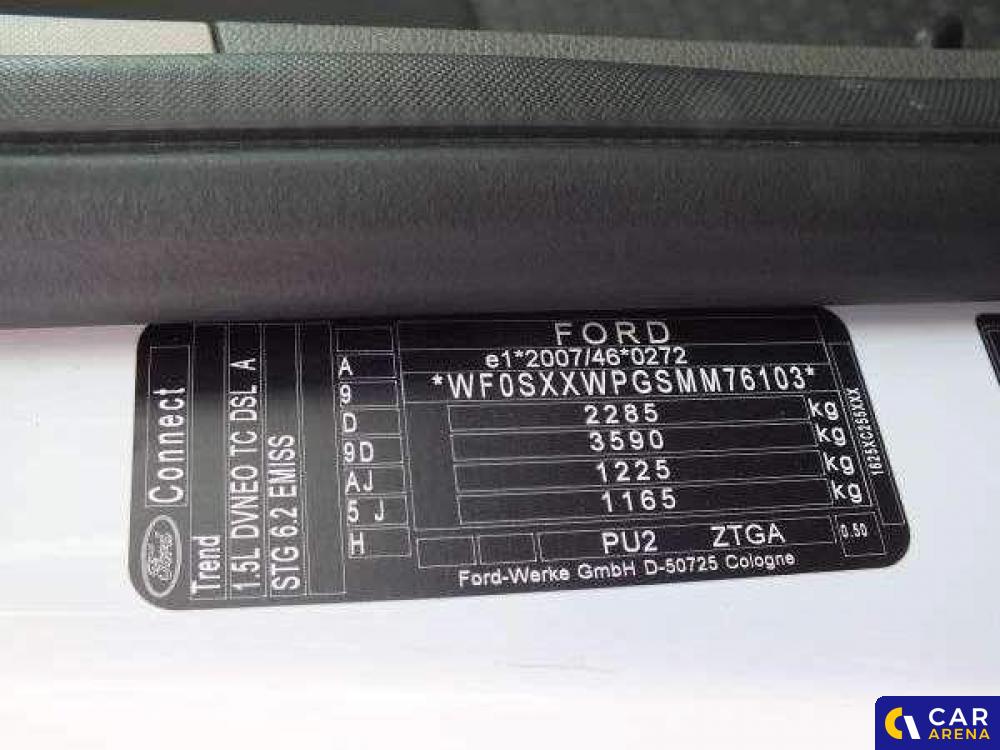 FORD
e1*2007/46*0272
*WF0SXXWPGSMM76103*
2285 kg
3590 kg
1225 kg
1165 kg
PU2 ZTGA 0.50
Ford-Werke GmbH D-50725 Cologne
1625XC255XXX
A
9
D
9D
AJ
5 J
H
Connect
Trend
1.5L DVNEO TC DSL A
STG 6.2 EMISS
Ford
CAR
ARENA